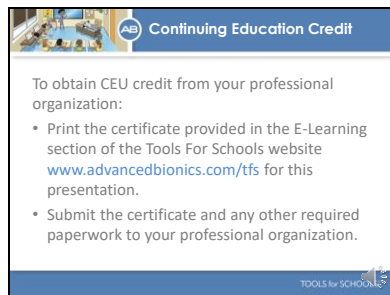 AB
Continuing Education Credit
To obtain CEU credit from your professional
organization:
• Print the certificate provided in the E-Learning
section of the Tools For Schools website
www.advancedbionics.com/tfs for this
presentation.
• Submit the certificate and any other required
paperwork to your professional organization.
TOOLS for SCHOOLS